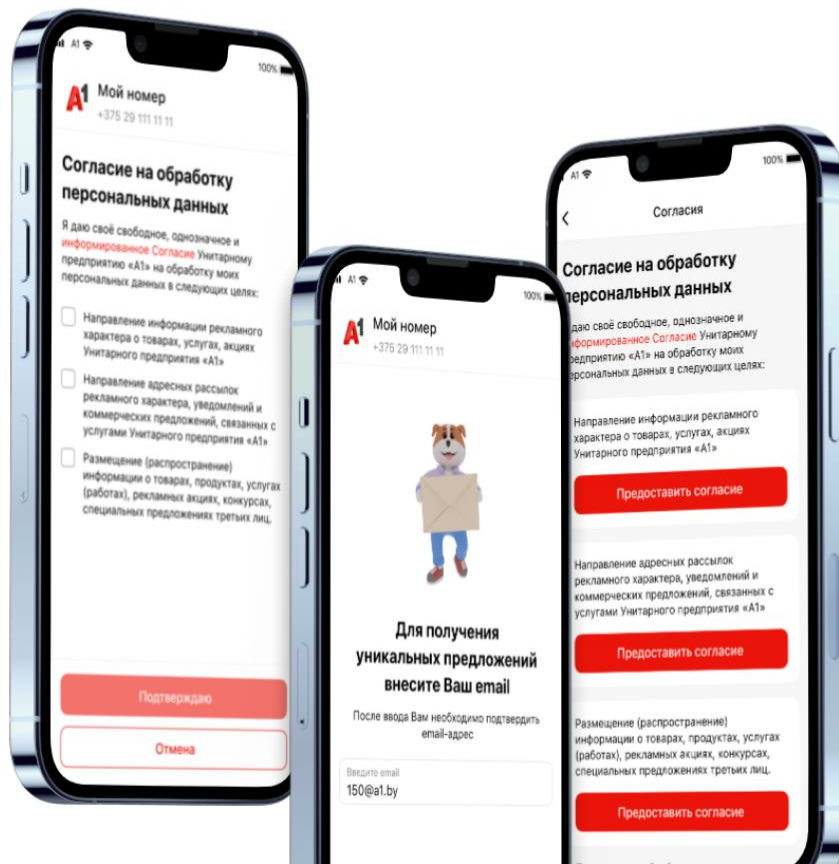 A1
100%
A1 Мой номер
+375 29 111 11 11
Согласие на обработку
персональных данных
Я даю своё свободное, однозначное и
информированное Согласие Унитарному
предприятию «А1» на обработку моих
персональных данных в следующих целях:
Направление информации рекламного
характера о товарах, услугах, акциях
Унитарного предприятия «А1»
Направление адресных рассылок
рекламного характера, уведомлений и
коммерческих предложений, связанных с
услугами Унитарного предприятия «А1»
Размещение (распространение)
информации о товарах, продуктах, услугах
(работах), рекламных акциях, конкурсах,
специальных предложениях третьих лиц.
Подтверждаю
Отмена
A1
100%
A1 Мой номер
+375 29 111 11 11
Для получения
уникальных предложений
внесите Ваш email
После ввода Вам необходимо подтвердить
email-адрес
Введите email
150@a1.by
A1
100%
Согласия
Согласие на обработку
персональных данных
даю своё свободное, однозначное и
формированное Согласие Унитарному
редприятию «А1» на обработку моих
рсональных данных в следующих целях:
Направление информации рекламного
характера о товарах, услугах, акциях
Унитарного предприятия «А1»
Предоставить согласие
Направление адресных рассылок
рекламного характера, уведомлений и
коммерческих предложений, связанных с
услугами Унитарного предприятия «А1»
Предоставить согласие
Размещение (распространение)
информации о товарах, продуктах, услугах
(работах), рекламных акциях, конкурсах,
специальных предложениях третьих лиц.
Предоставить согласие